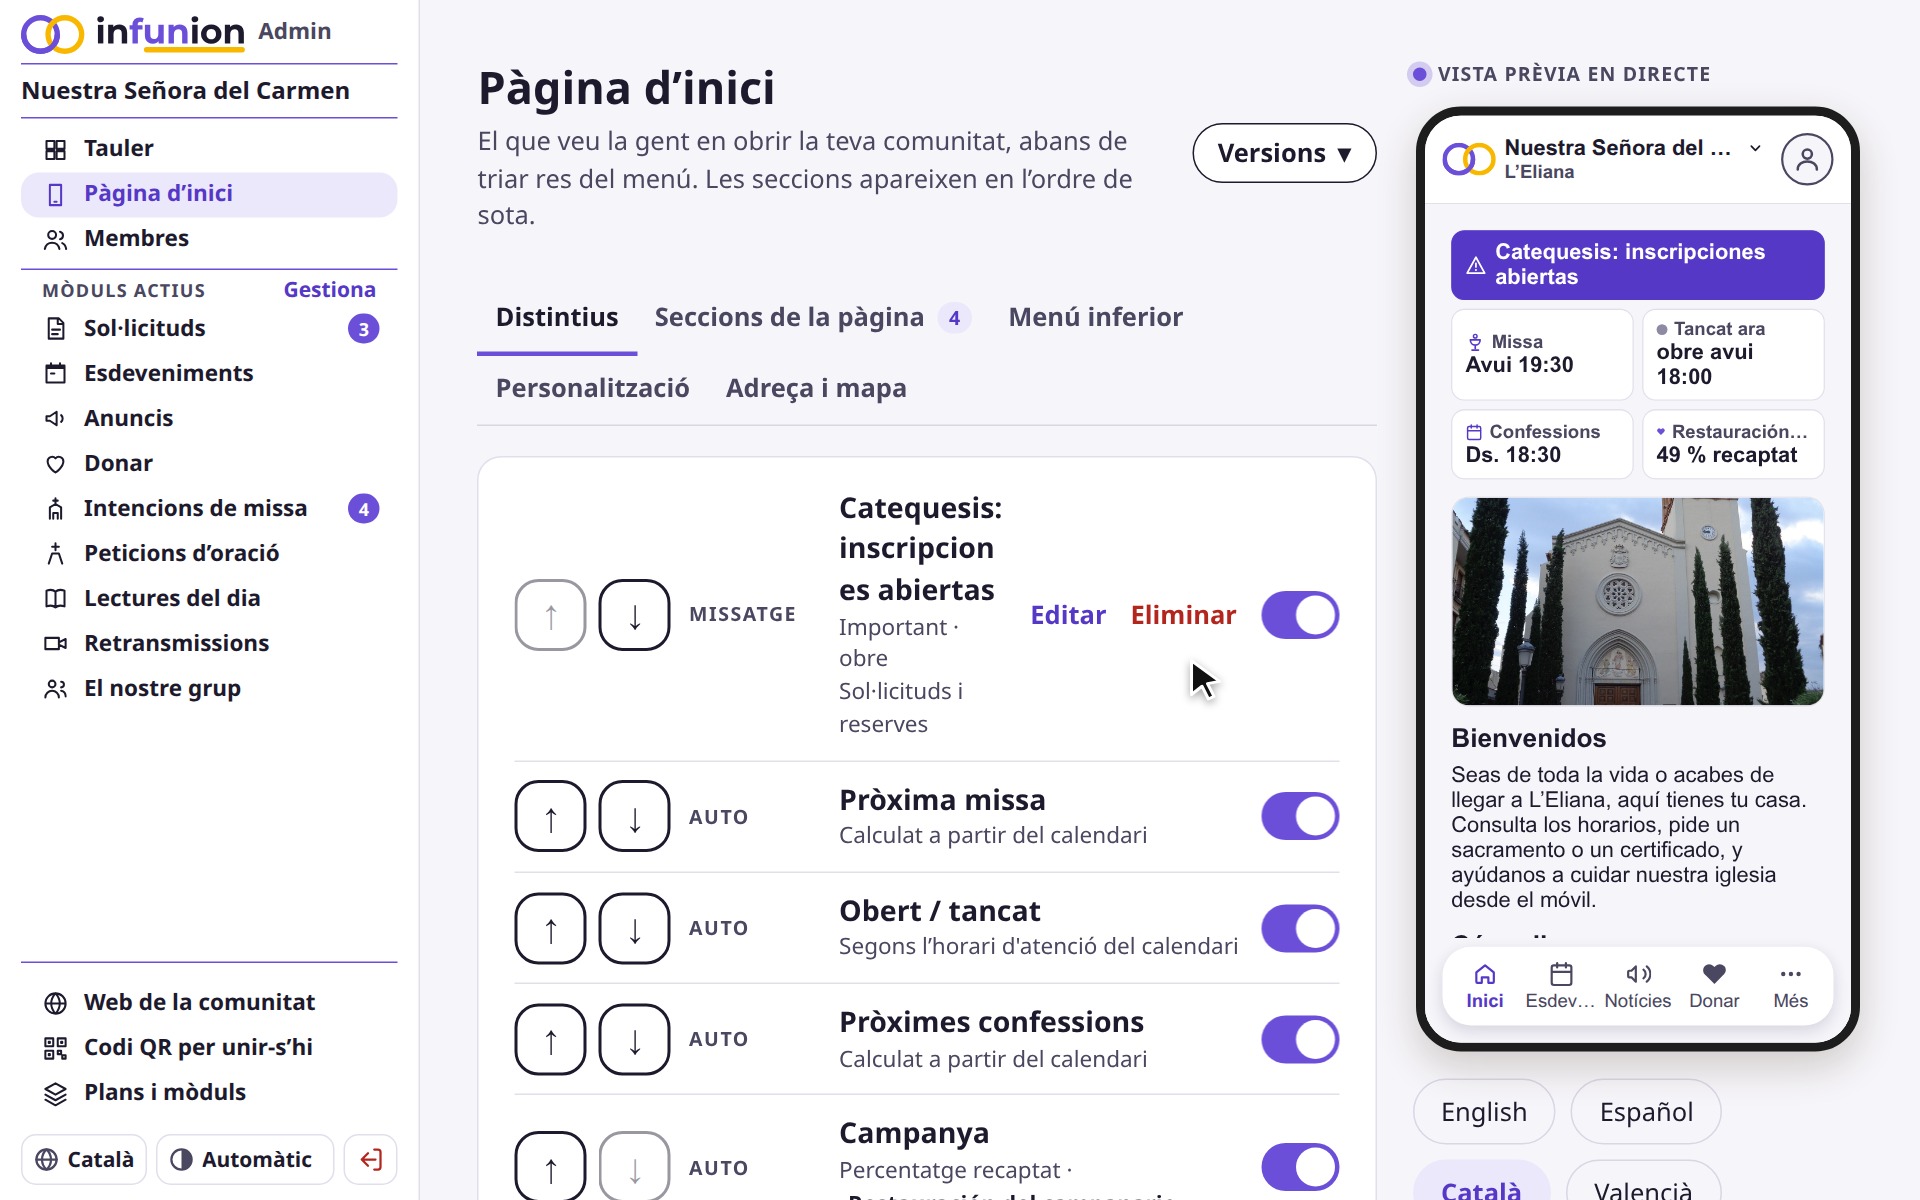 infunion Admin
Nuestra Señora del Carmen
Tauler
Pàgina d’inici
Membres
MÒDULS ACTIUS Gestiona
Sol·licituds 3
Esdeveniments
Anuncis
Donar
Intencions de missa 4
Peticions d’oració
Lectures del dia
Retransmissions
El nostre grup
Web de la comunitat
Codi QR per unir-s’hi
Plans i mòduls
Català Automàtic
Pàgina d’inici
El que veu la gent en obrir la teva comunitat, abans de
triar res del menú. Les seccions apareixen en l’ordre de
sota.
Versions ▼
Distintius Seccions de la pàgina 4 Menú inferior
Personalització Adreça i mapa
↑ ↓ MISSATGE
Catequesis:
inscripcion
es abiertas
Important ·
obre
Sol·licituds i
reserves
Editar Eliminar
↑ ↓ AUTO
Pròxima missa
Calculat a partir del calendari
↑ ↓ AUTO
Obert / tancat
Segons l’horari d'atenció del calendari
↑ ↓ AUTO
Pròximes confessions
Calculat a partir del calendari
↑ ↓ AUTO
Campanya
Percentatge recaptat ·
VISTA PRÈVIA EN DIRECTE
Nuestra Señora del ...
L’Eliana
Catequesis: inscripciones
abiertas
Missa
Avui 19:30
Tancat ara
obre avui
18:00
Confessions
Ds. 18:30
Restauración...
49 % recaptat
Bienvenidos
Seas de toda la vida o acabes de
llegar a L’Eliana, aquí tienes tu casa.
Consulta los horarios, pide un
sacramento o un certificado, y
ayúdanos a cuidar nuestra iglesia
desde el móvil.
Inici Esdev... Notícies Donar Més
English Español
Català Valencià